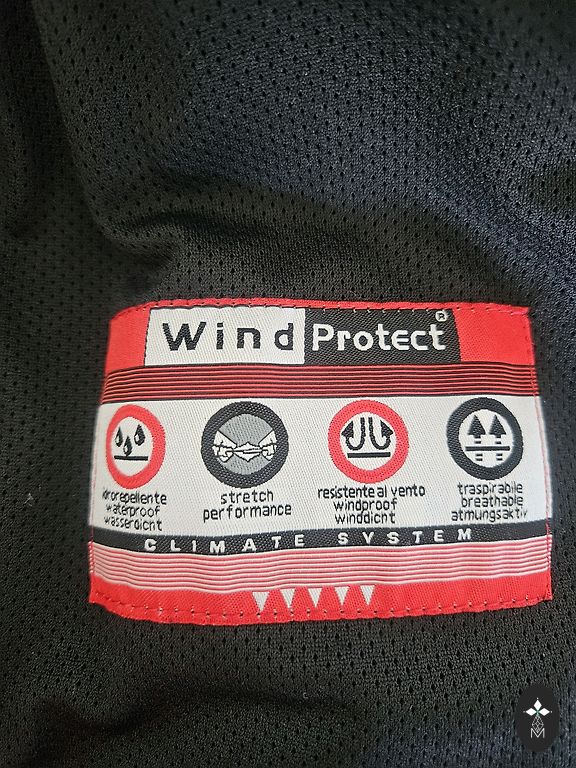 Wind Protect®
idrorepellente
waterproof
wasserdicht
stretch
performance
resistente al vento
windproof
winddicht
traspirabile
breathable
atmungsaktiv
CLIMATE SYSTEM
M